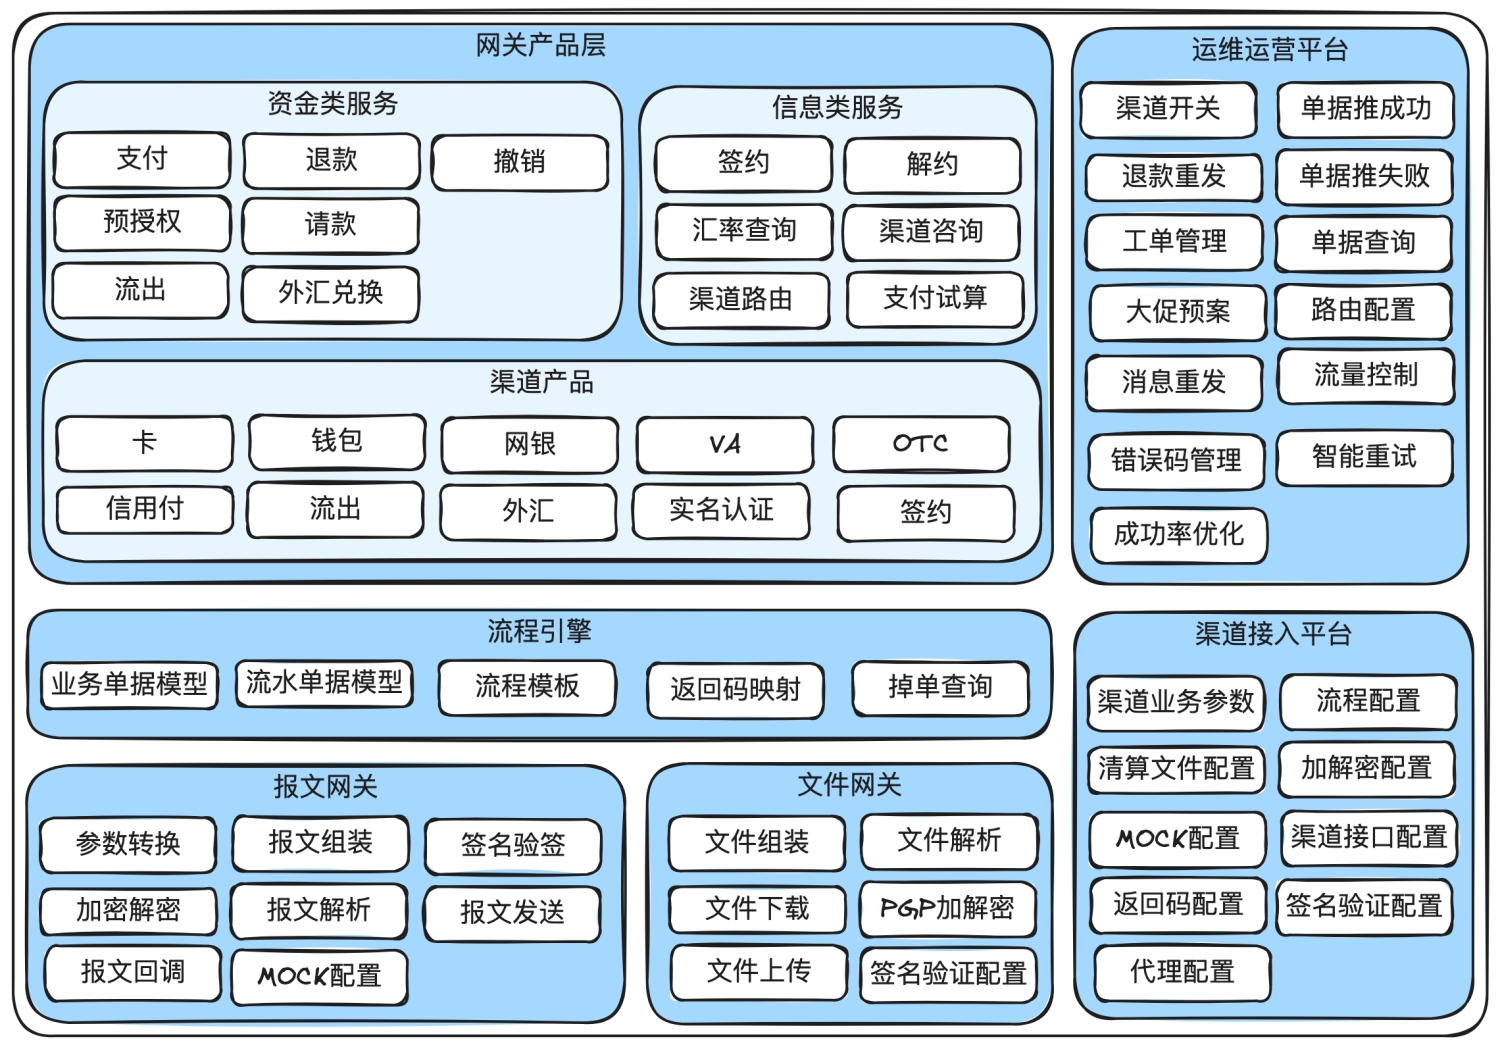 网关产品层
资金类服务
支付
退款
撤销
预授权
请款
流出
外汇兑换
信息类服务
签约
解约
汇率查询
渠道咨询
渠道路由
支付试算
渠道产品
卡
钱包
网银
VA
OTC
信用付
流出
外汇
实名认证
签约
运维运营平台
渠道开关
单据推成功
退款重发
单据推失败
工单管理
单据查询
大促预案
路由配置
消息重发
流量控制
错误码管理
智能重试
成功率优化
流程引擎
业务单据模型
流水单据模型
流程模板
返回码映射
掉单查询
报文网关
参数转换
报文组装
签名验签
加密解密
报文解析
报文发送
报文回调
MOCK配置
文件网关
文件组装
文件解析
文件下载
PGP加解密
文件上传
签名验证配置
渠道接入平台
渠道业务参数
流程配置
清算文件配置
加解密配置
MOCK配置
渠道接口配置
返回码配置
签名验证配置
代理配置